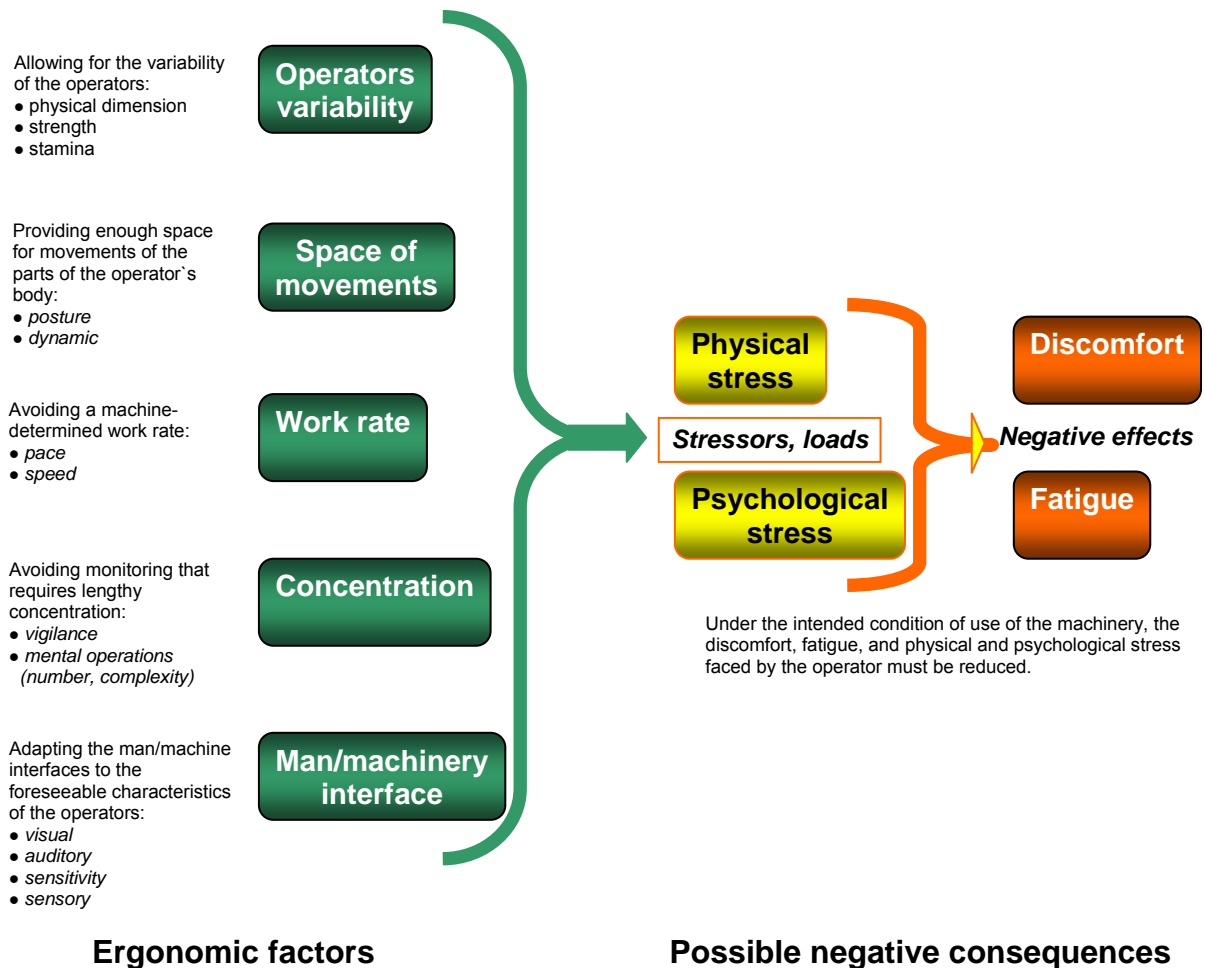 Allowing for the variability
of the operators:
● physical dimension
● strength
● stamina
Operators
variability
Providing enough space
for movements of the
parts of the operator`s
body:
● posture
● dynamic
Space of
movements
Avoiding a machine-
determined work rate:
● pace
● speed
Work rate
Avoiding monitoring that
requires lengthy
concentration:
● vigilance
● mental operations
(number, complexity)
Concentration
Adapting the man/machine
interfaces to the
foreseeable characteristics
of the operators:
● visual
● auditory
● sensitivity
● sensory
Man/machinery
interface
Physical
stress
Stressors, loads
Psychological
stress
Discomfort
Negative effects
Fatigue
Under the intended condition of use of the machinery, the
discomfort, fatigue, and physical and psychological stress
faced by the operator must be reduced.
Ergonomic factors
Possible negative consequences